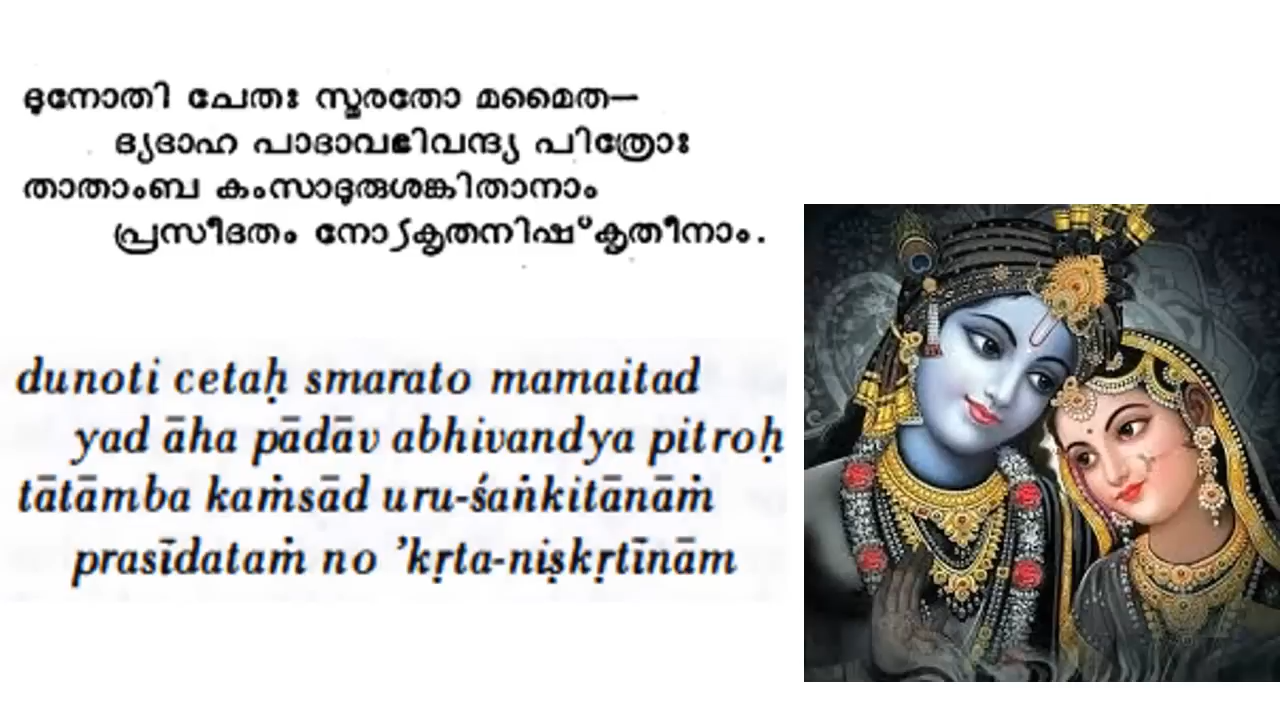 ദുനോതി ചേതഃ സ്മരതോ മമൈത—
ദ്യദാഹ പാദാവഭിവന്ദ്യ പിത്രോഃ
താതാംബ കംസാദുരുശങ്കിതാനാം
പ്രസീദതം നോഽകൃതനിഷ്കൃതീനാം.
dunoti cetaḥ smarato mamaitad
yad āha pādāv abhivandya pitroḥ
tātāmba kaṁsād uru-śaṅkitānāṁ
prasīdataṁ no ’kṛta-niṣkṛtīnām